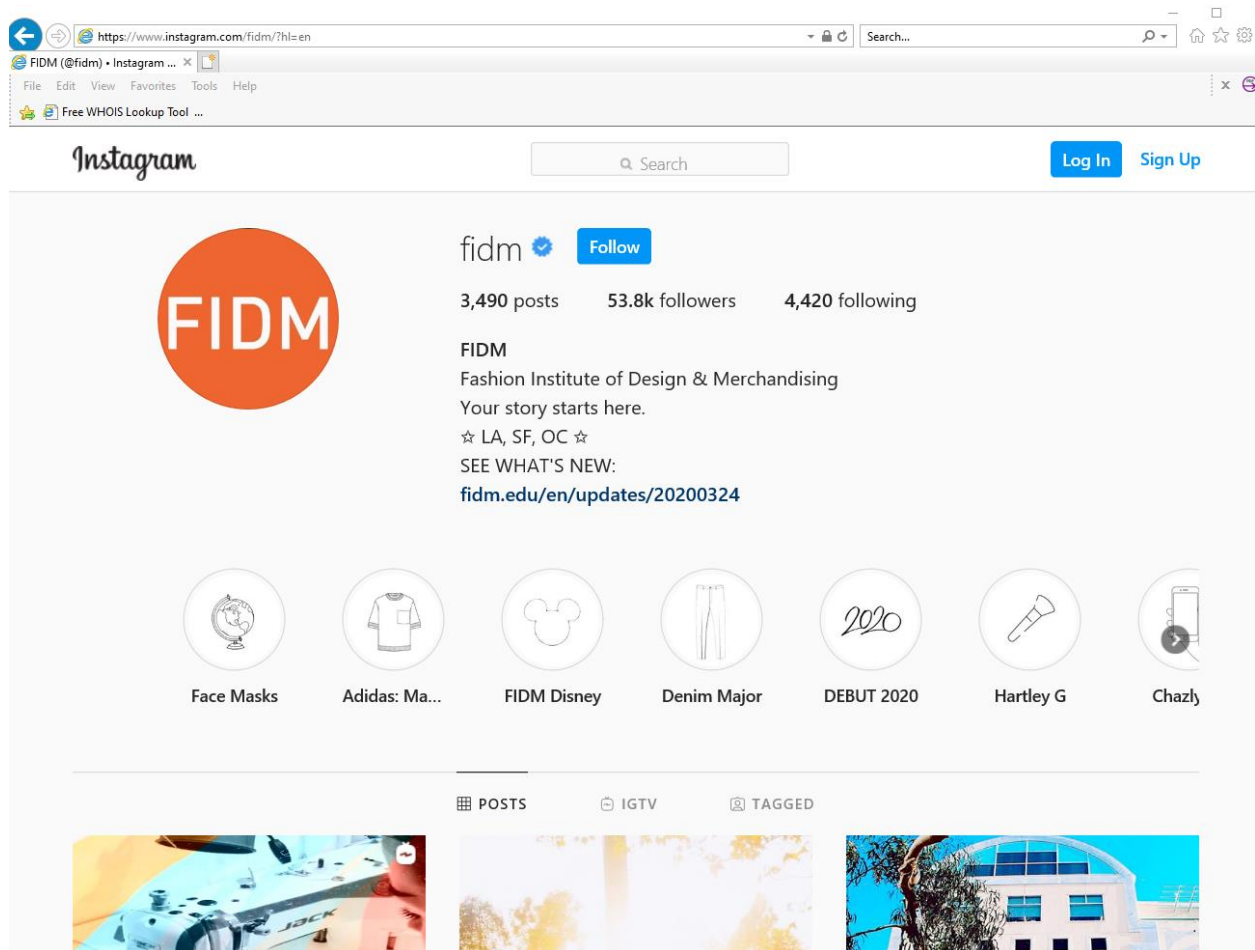 https://www.instagram.com/fidm/?hl=en
Search...
FIDM (@fidm) • Instagram ...
File Edit View Favorites Tools Help
Free WHOIS Lookup Tool ...
Instagram
Search
Log In
Sign Up
FIDM
fidm
Follow
3,490 posts 53.8k followers 4,420 following
FIDM
Fashion Institute of Design & Merchandising
Your story starts here.
☆ LA, SF, OC ☆
SEE WHAT'S NEW:
fidm.edu/en/updates/20200324
2020
Face Masks Adidas: Ma... FIDM Disney Denim Major DEBUT 2020 Hartley G Chazly
POSTS IGTV TAGGED
JACK